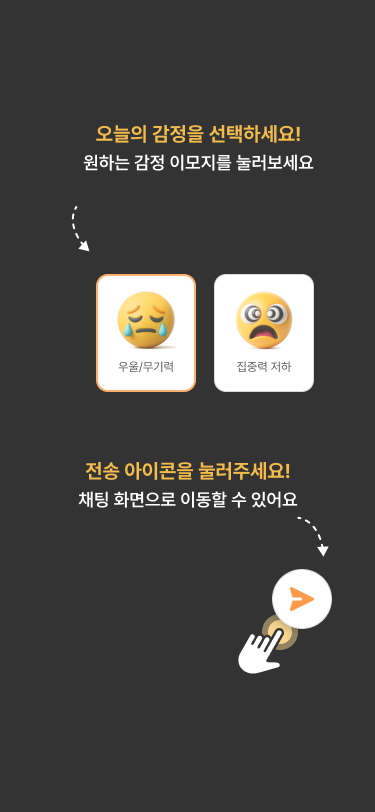 오늘의 감정을 선택하세요!
원하는 감정 이모지를 눌러보세요
우울/무기력
집중력 저하
전송 아이콘을 눌러주세요!
채팅 화면으로 이동할 수 있어요